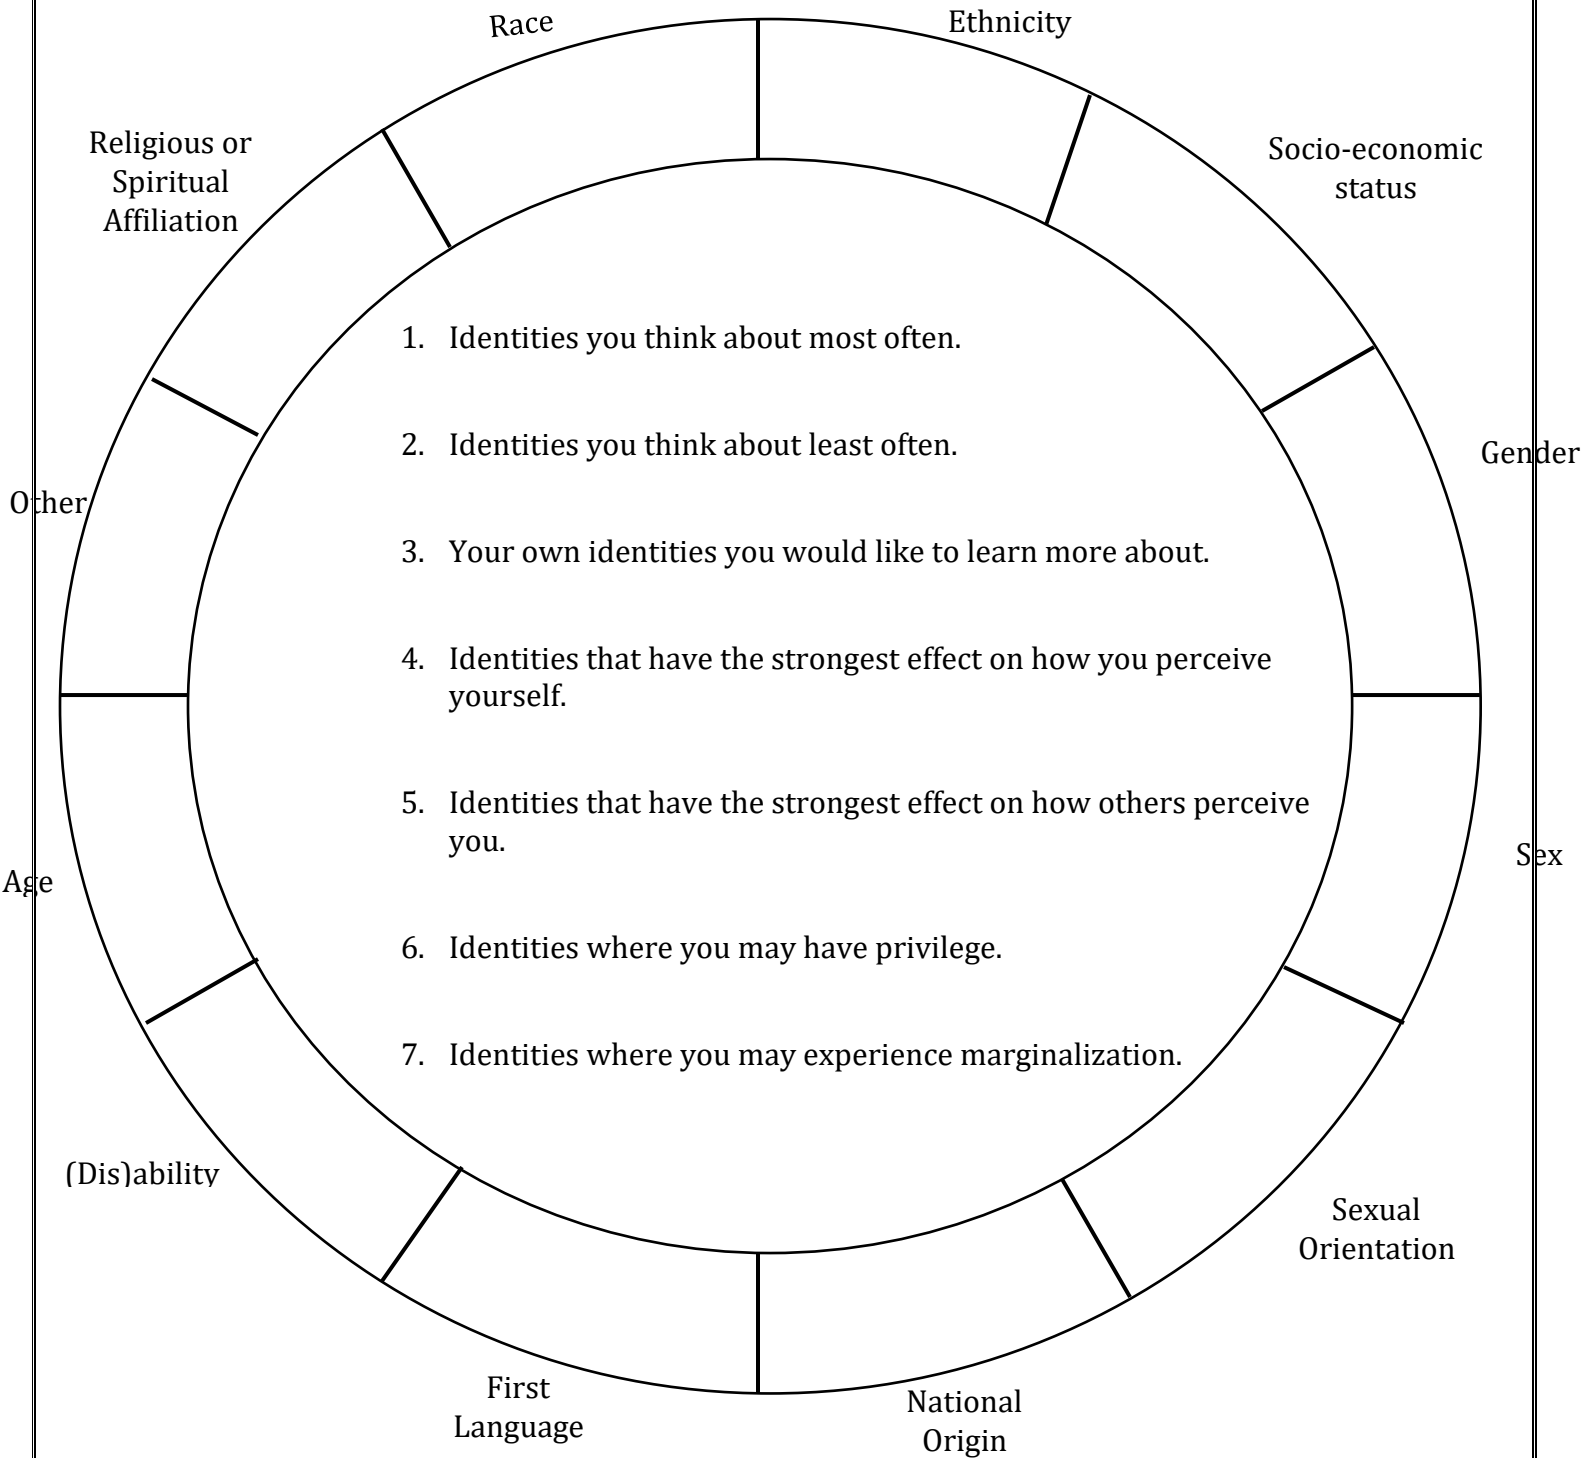 Race
Ethnicity
Religious or
Spiritual
Affiliation
Socio-economic
status
1. Identities you think about most often.
2. Identities you think about least often.
Gender
Other
3. Your own identities you would like to learn more about.
4. Identities that have the strongest effect on how you perceive
yourself.
5. Identities that have the strongest effect on how others perceive
you.
Sex
Age
6. Identities where you may have privilege.
7. Identities where you may experience marginalization.
(Dis)ability
Sexual
Orientation
First
Language
National
Origin